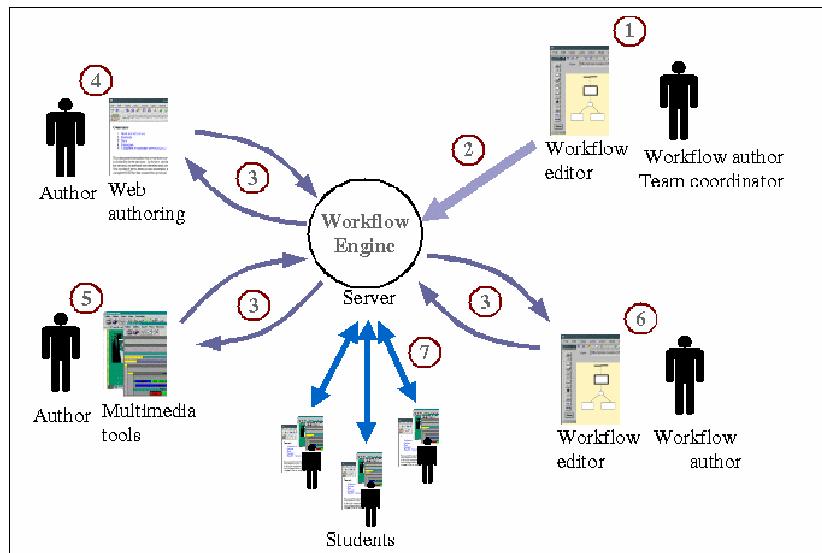 1
4
2
Workflow
editor
Workflow author
Team coordinator
Author
Web
authoring
3
Workflow
Engine
Server
5
3
3
6
7
Author
Multimedia
tools
Workflow
editor
Workflow
author
Students